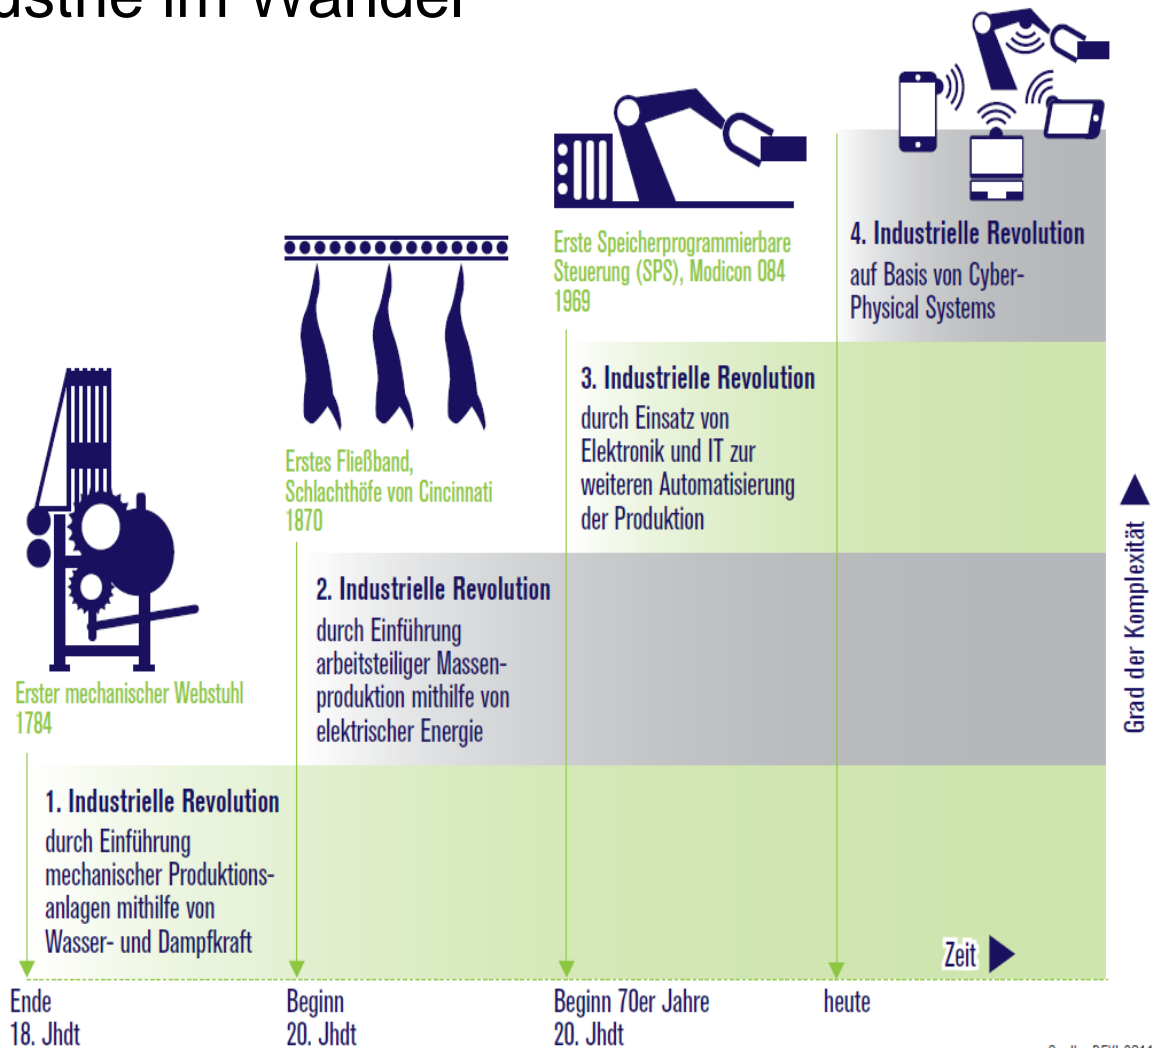 im Wandel
4. Industrielle Revolution
auf Basis von Cyber-
Physical Systems
Erste Speicherprogrammierbare
Steuerung (SPS), Modicon 084
1969
3. Industrielle Revolution
durch Einsatz von
Elektronik und IT zur
weiteren Automatisierung
der Produktion
Erstes Fließband,
Schlachthöfe von Cincinnati
1870
2. Industrielle Revolution
durch Einführung
arbeitsteiliger Massen-
produktion mithilfe von
elektrischer Energie
Erster mechanischer Webstuhl
1784
1. Industrielle Revolution
durch Einführung
mechanischer Produktions-
anlagen mithilfe von
Wasser- und Dampfkraft
Grad der Komplexität
Zeit
Ende
18. Jhdt
Beginn
20. Jhdt
Beginn 70er Jahre
20. Jhdt
heute